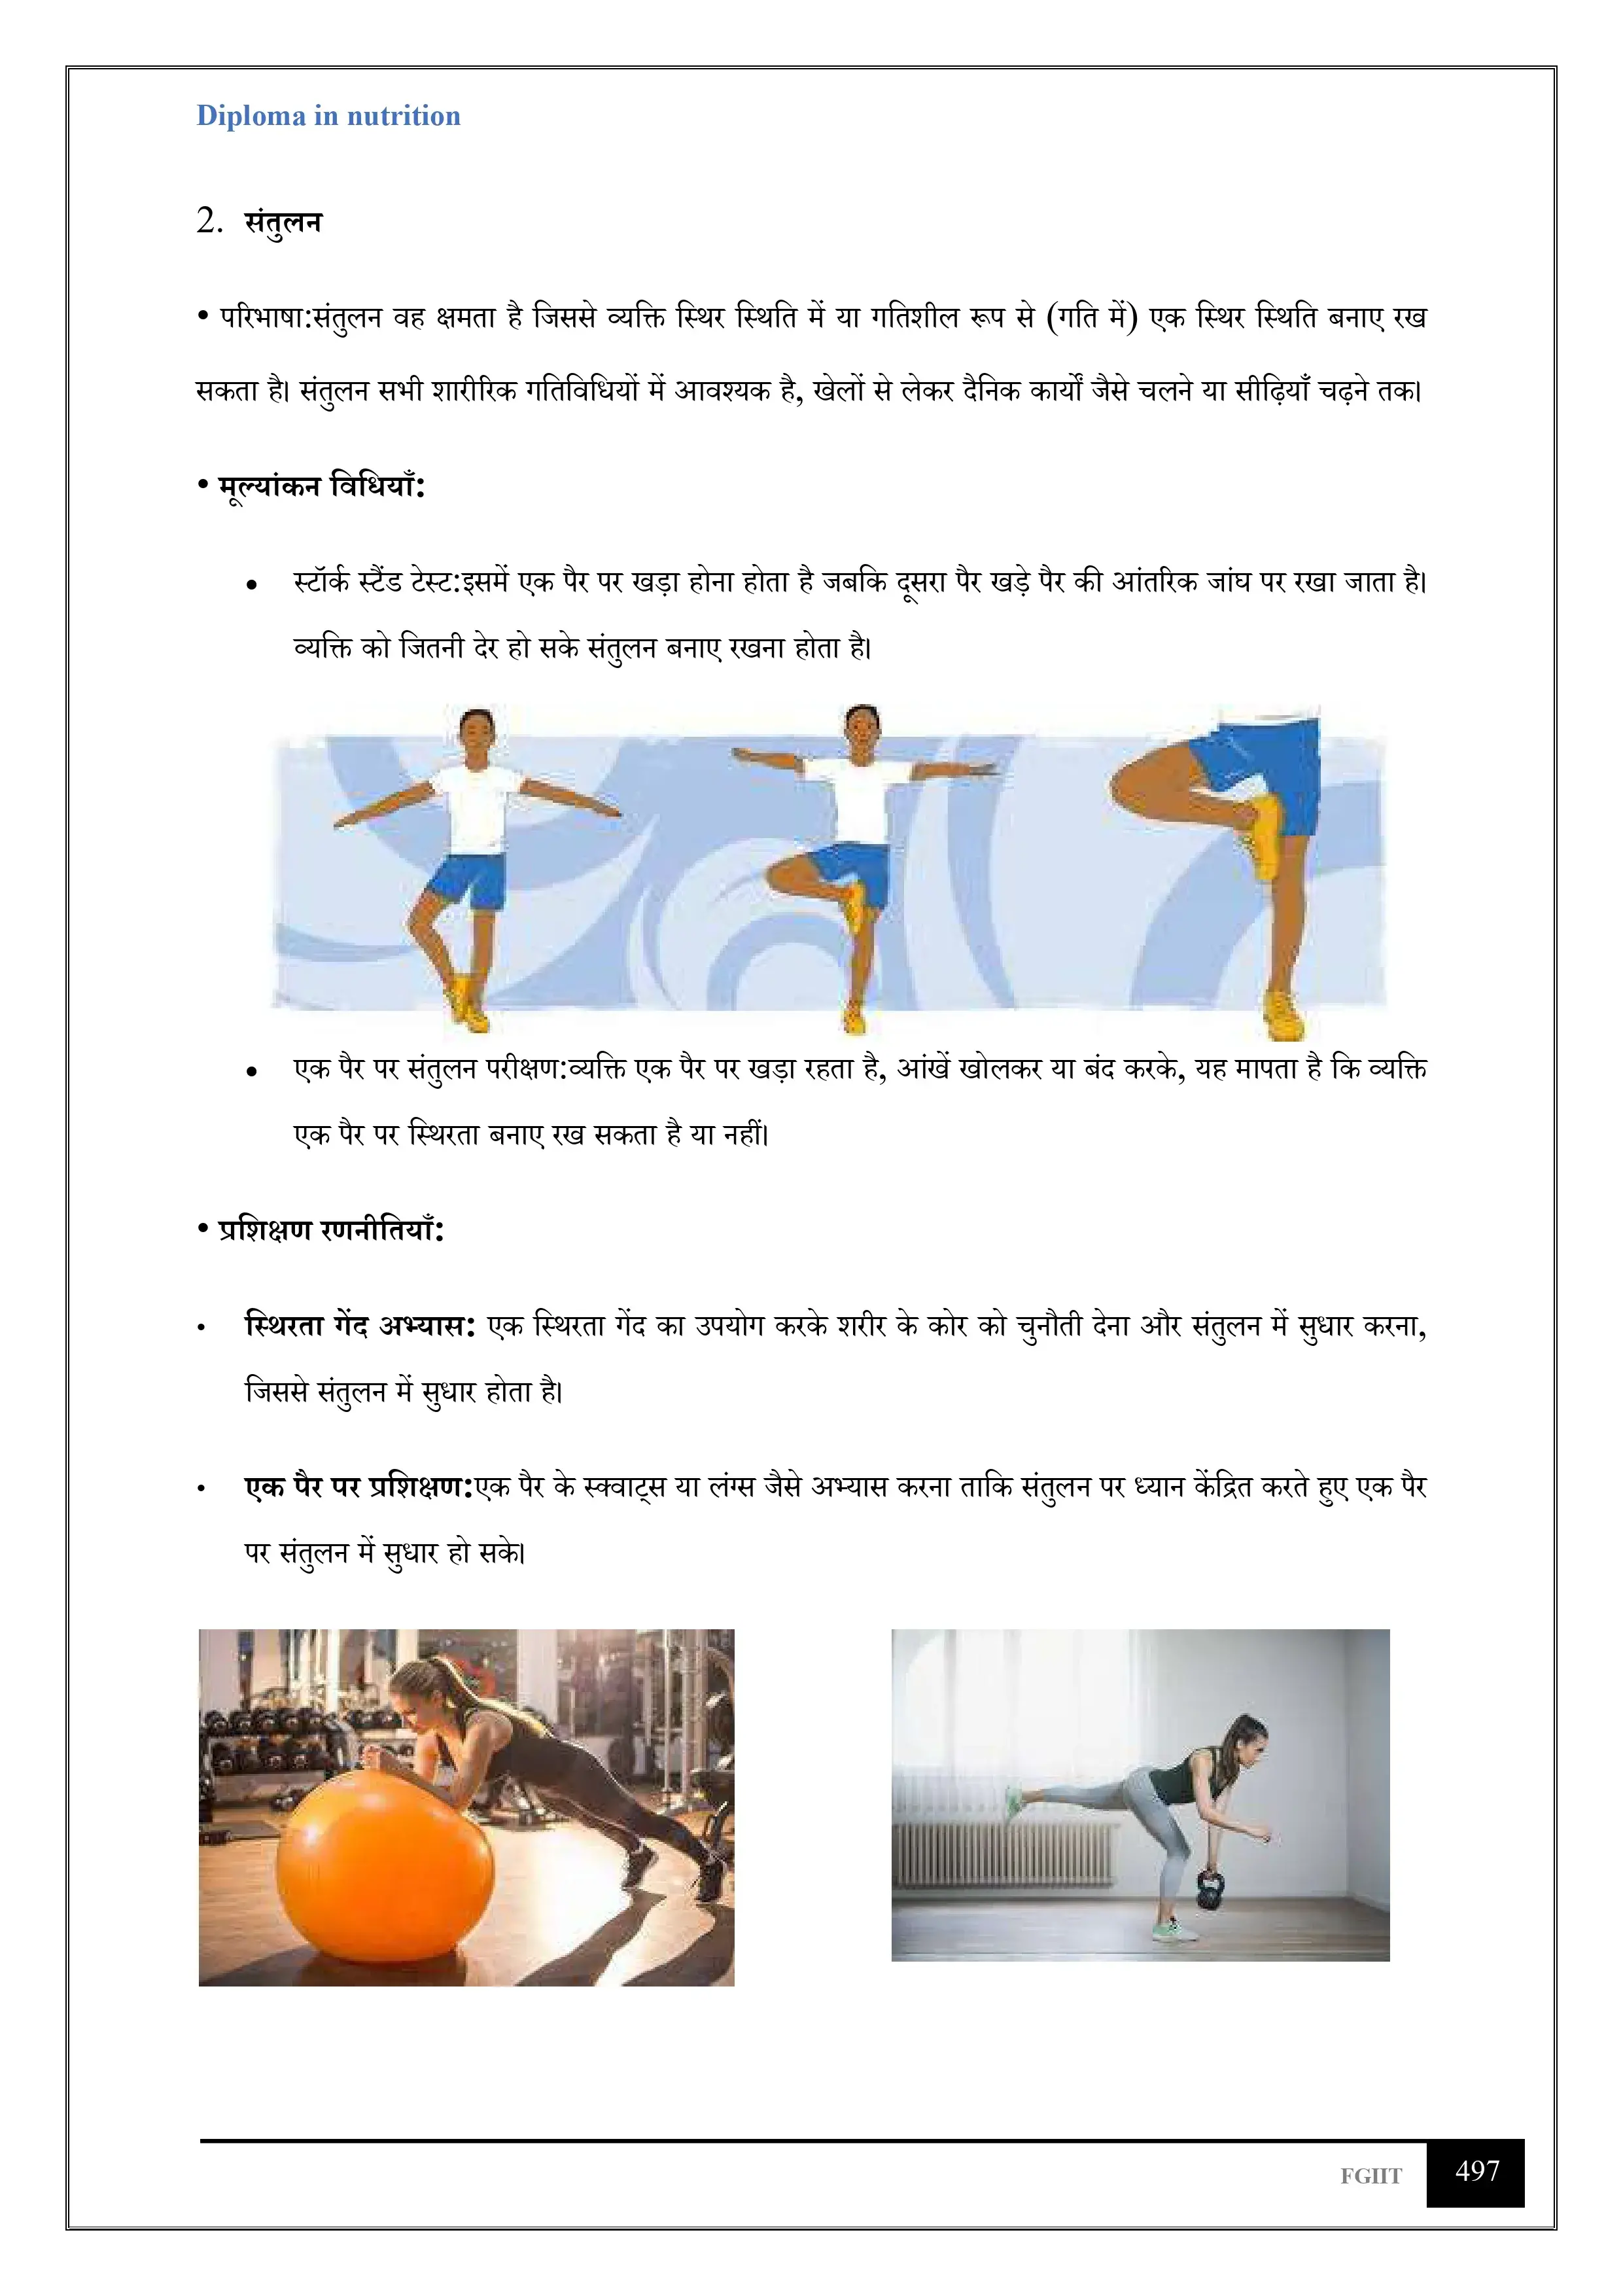 Diploma in nutrition
2. संतुलन
• परिभाषा:संतुलन वह क्षमता है जिससे व्यक्ति स्थिर स्थिति में या गतिशील रूप से (गति में) एक स्थिर स्थिति बनाए रख
सकता है। संतुलन सभी शारीरिक गतिविधियों में आवश्यक है, खेलों से लेकर दैनिक कार्यों जैसे चलने या सीढ़ियाँ चढ़ने तक।
• मूल्यांकन विधियाँ:
• स्टॉर्क स्टैंड टेस्ट:इसमें एक पैर पर खड़ा होना होता है जबकि दूसरा पैर खड़े पैर की आंतरिक जांघ पर रखा जाता है।
व्यक्ति को जितनी देर हो सके संतुलन बनाए रखना होता है।
• एक पैर पर संतुलन परीक्षण:व्यक्ति एक पैर पर खड़ा रहता है, आंखें खोलकर या बंद करके, यह मापता है कि व्यक्ति
एक पैर पर स्थिरता बनाए रख सकता है या नहीं।
• प्रशिक्षण रणनीतियाँ:
• स्थिरता गेंद अभ्यास: एक स्थिरता गेंद का उपयोग करके शरीर के कोर को चुनौती देना और संतुलन में सुधार करना,
जिससे संतुलन में सुधार होता है।
• एक पैर पर प्रशिक्षण:एक पैर के स्क्वाट्स या लंग्स जैसे अभ्यास करना ताकि संतुलन पर ध्यान केंद्रित करते हुए एक पैर
पर संतुलन में सुधार हो सके।
FGIIT 497